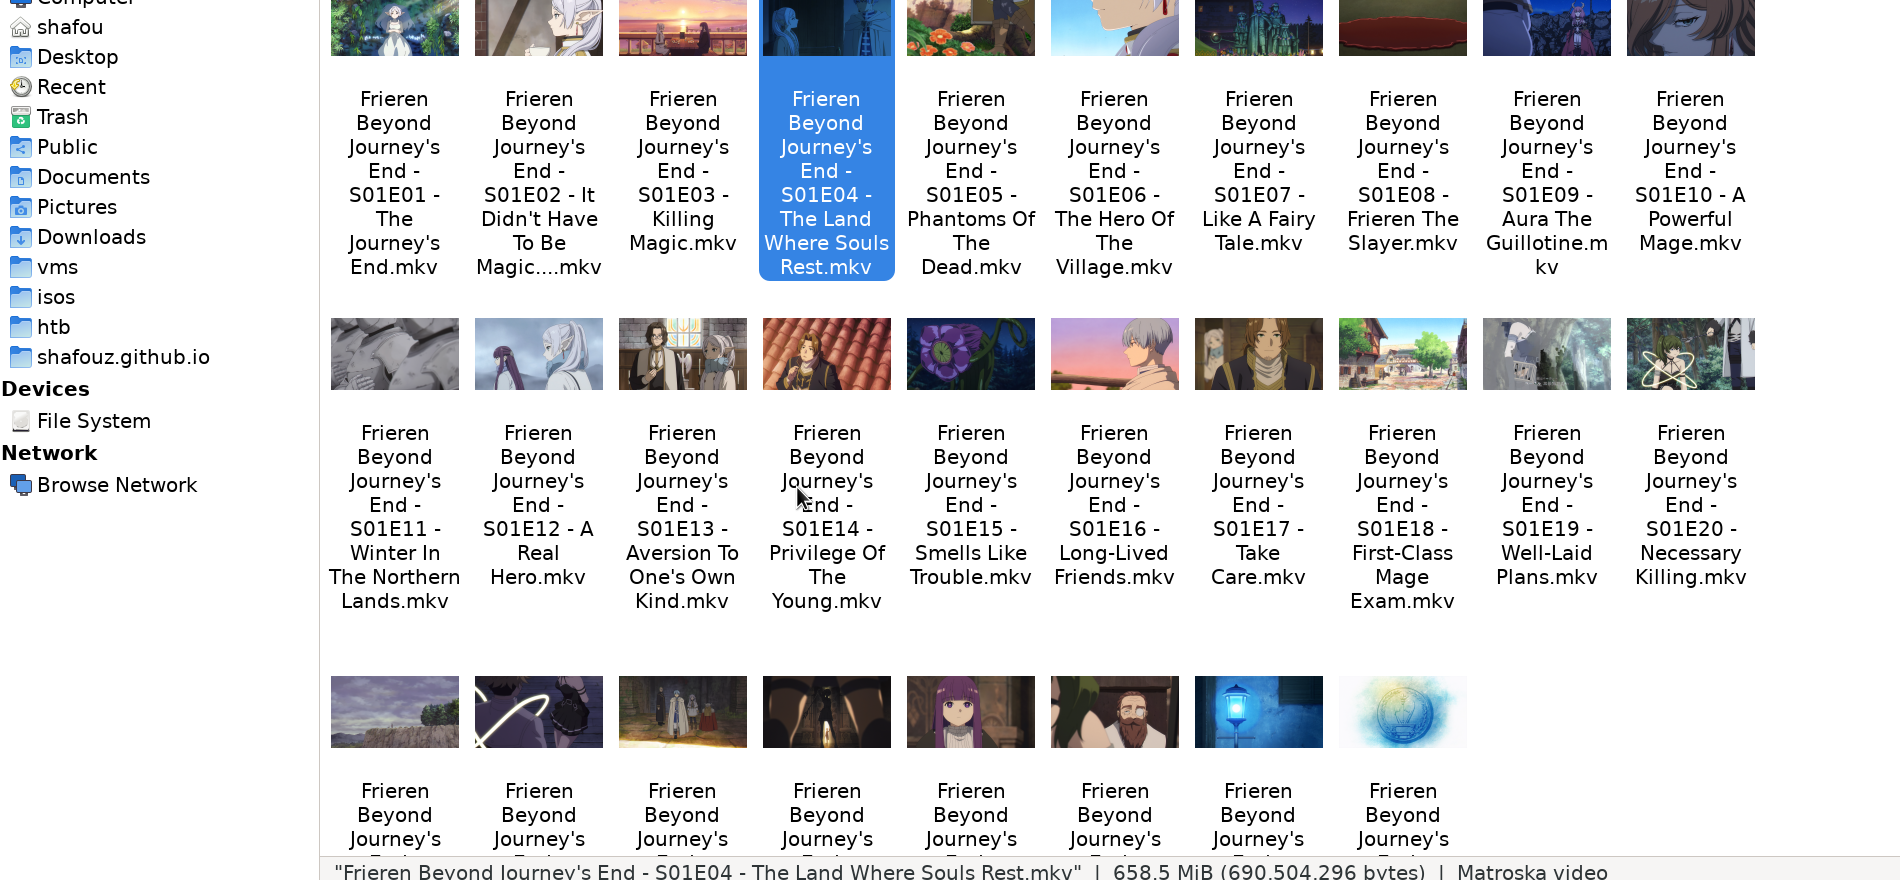 Computer
shafou
Desktop
Recent
Trash
Public
Documents
Pictures
Downloads
vms
isos
htb
shafouz.github.io
Devices
File System
Network
Browse Network
Frieren
Beyond
Journey's
End -
S01E01 -
The
Journey's
End.mkv
Frieren
Beyond
Journey's
End -
S01E02 - It
Didn't Have
To Be
Magic....mkv
Frieren
Beyond
Journey's
End -
S01E03 -
Killing
Magic.mkv
Frieren
Beyond
Journey's
End -
S01E04 -
The Land
Where Souls
Rest.mkv
Frieren
Beyond
Journey's
End -
S01E05 -
Phantoms Of
The
Dead.mkv
Frieren
Beyond
Journey's
End -
S01E06 -
The Hero Of
The
Village.mkv
Frieren
Beyond
Journey's
End -
S01E07 -
Like A Fairy
Tale.mkv
Frieren
Beyond
Journey's
End -
S01E08 -
Frieren The
Slayer.mkv
Frieren
Beyond
Journey's
End -
S01E09 -
Aura The
Guillotine.m
kv
Frieren
Beyond
Journey's
End -
S01E10 - A
Powerful
Mage.mkv
Frieren
Beyond
Journey's
End -
S01E11 -
Winter In
The Northern
Lands.mkv
Frieren
Beyond
Journey's
End -
S01E12 - A
Real
Hero.mkv
Frieren
Beyond
Journey's
End -
S01E13 -
Aversion To
One's Own
Kind.mkv
Frieren
Beyond
Journey's
End -
S01E14 -
Privilege Of
The
Young.mkv
Frieren
Beyond
Journey's
End -
S01E15 -
Smells Like
Trouble.mkv
Frieren
Beyond
Journey's
End -
S01E16 -
Long-Lived
Friends.mkv
Frieren
Beyond
Journey's
End -
S01E17 -
Take
Care.mkv
Frieren
Beyond
Journey's
End -
S01E18 -
First-Class
Mage
Exam.mkv
Frieren
Beyond
Journey's
End -
S01E19 -
Well-Laid
Plans.mkv
Frieren
Beyond
Journey's
End -
S01E20 -
Necessary
Killing.mkv
Frieren
Beyond
Journey's
Frieren
Beyond
Journey's
Frieren
Beyond
Journey's
Frieren
Beyond
Journey's
Frieren
Beyond
Journey's
Frieren
Beyond
Journey's
Frieren
Beyond
Journey's
Frieren
Beyond
Journey's
"Frieren Beyond Journey's End - S01E04 - The Land Where Souls Rest.mkv" | 658.5 MiB (690,504,296 bytes) | Matroska video